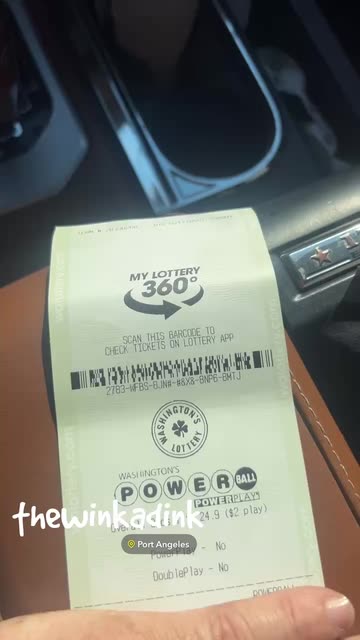 MY LOTTERY
360°
SCAN THIS BARCODE TO
CHECK TICKETS ON LOTTERY APP
WASHINGTON'S
LOTTERY
WASHINGTON'S
POWERBALL
POWERPLAY
24.9 ($2 play)
thewinkadink
Port Angeles
PowerPlay - No
DoublePlay - No